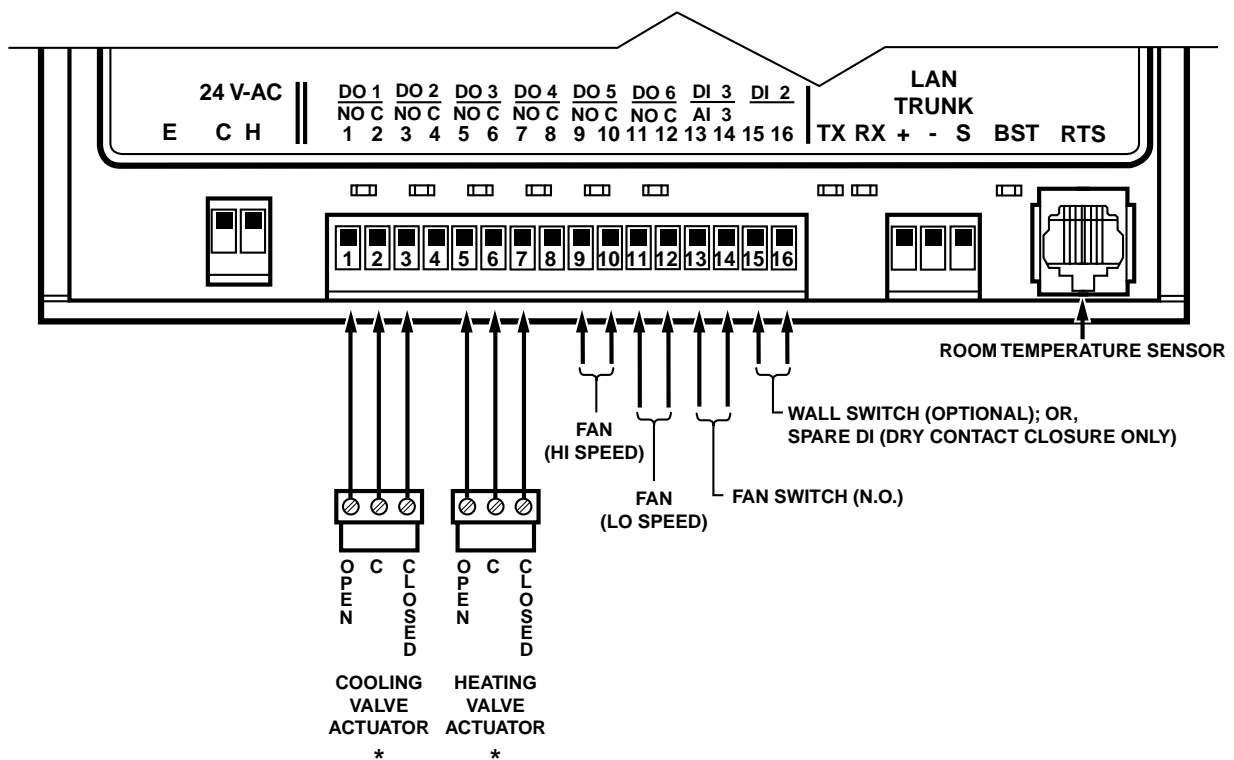 24 V-AC
E C H
DO 1 DO 2 DO 3 DO 4 DO 5 DO 6 DI 3 DI 2
NO C NO C NO C NO C NO C NO C AI 3
1 2 3 4 5 6 7 8 9 10 11 12 13 14 15 16
LAN
TRUNK
TX RX + - S BST RTS
1 2 3 4 5 6 7 8 9 10 11 12 13 14 15 16
ROOM TEMPERATURE SENSOR
WALL SWITCH (OPTIONAL); OR,
SPARE DI (DRY CONTACT CLOSURE ONLY)
FAN
(HI SPEED)
FAN SWITCH (N.O.)
FAN
(LO SPEED)
OPEN C CLOSED
OPEN C CLOSED
COOLING
VALVE
ACTUATOR
*
HEATING
VALVE
ACTUATOR
*